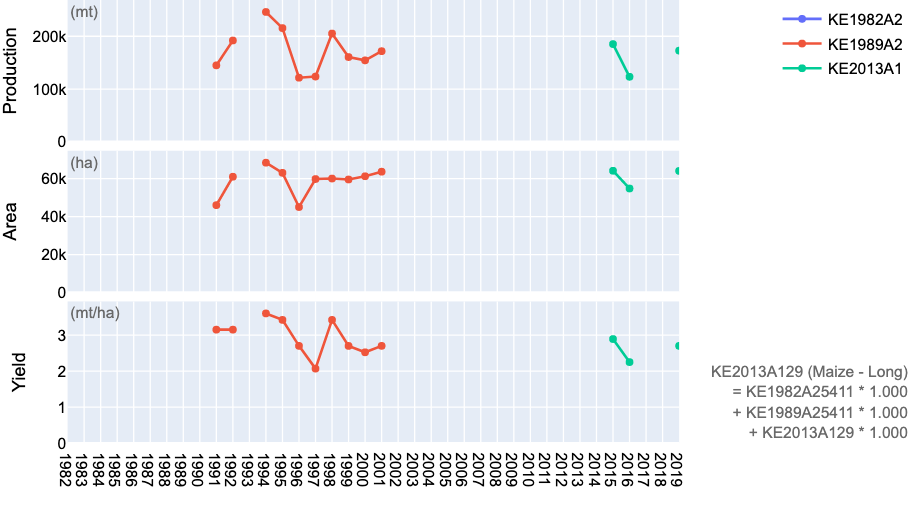 (mt)
Production
200k
100k
0
KE1982A2
KE1989A2
KE2013A1
(ha)
Area
60k
40k
20k
0
(mt/ha)
Yield
3
2
1
0
KE2013A129 (Maize - Long)
= KE1982A25411 * 1.000
+ KE1989A25411 * 1.000
+ KE2013A129 * 1.000
1982
1983
1984
1985
1986
1987
1988
1989
1990
1991
1992
1993
1994
1995
1996
1997
1998
1999
2000
2001
2002
2003
2004
2005
2006
2007
2008
2009
2010
2011
2012
2013
2014
2015
2016
2017
2018
2019